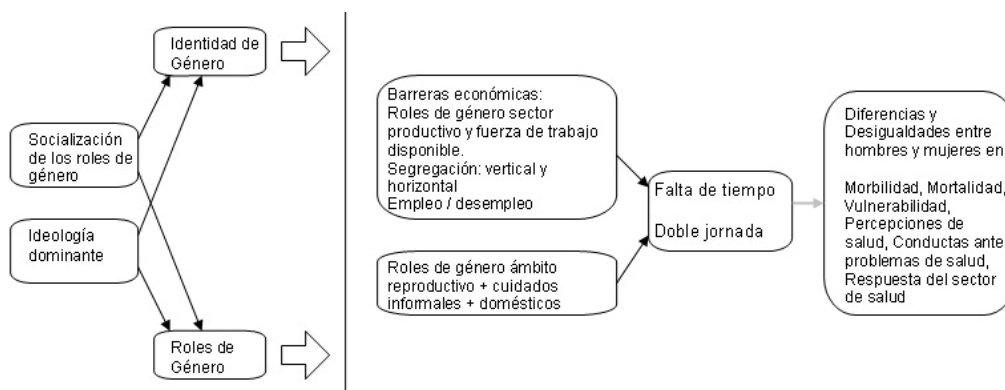 Identidad de
Género
Socialización
de los roles de
género
Ideología
dominante
Roles de
Género
Barreras económicas:
Roles de género sector
productivo y fuerza de trabajo
disponible.
Segregación: vertical y
horizontal
Empleo / desempleo
Roles de género ámbito
reproductivo + cuidados
informales + domésticos
Falta de tiempo
Doble jornada
Diferencias y
Desigualdades entre
hombres y mujeres en
Morbilidad, Mortalidad,
Vulnerabilidad,
Percepciones de
salud, Conductas ante
problemas de salud,
Respuesta del sector
de salud